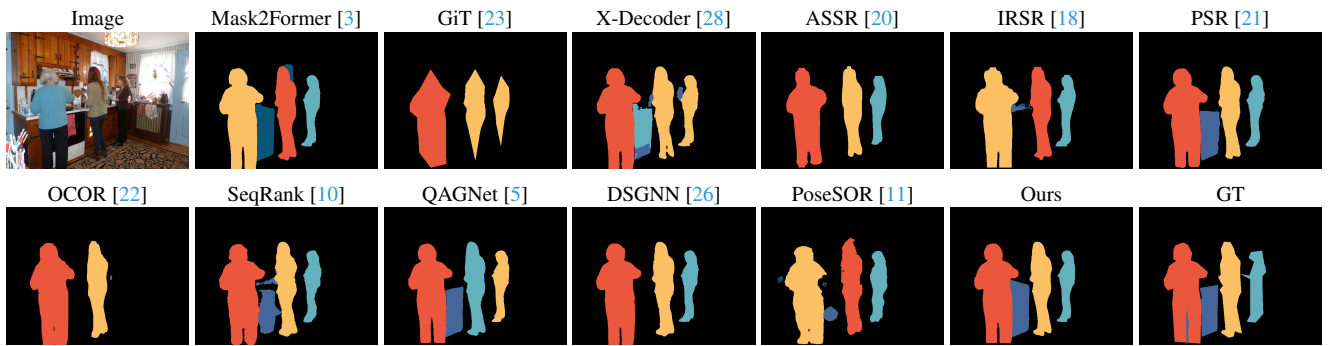 Image Mask2Former [3] GiT [23] X-Decoder [28] ASSR [20] IRSR [18] PSR [21]
OCOR [22] SeqRank [10] QAGNet [5] DSGNN [26] PoseSOR [11] Ours GT